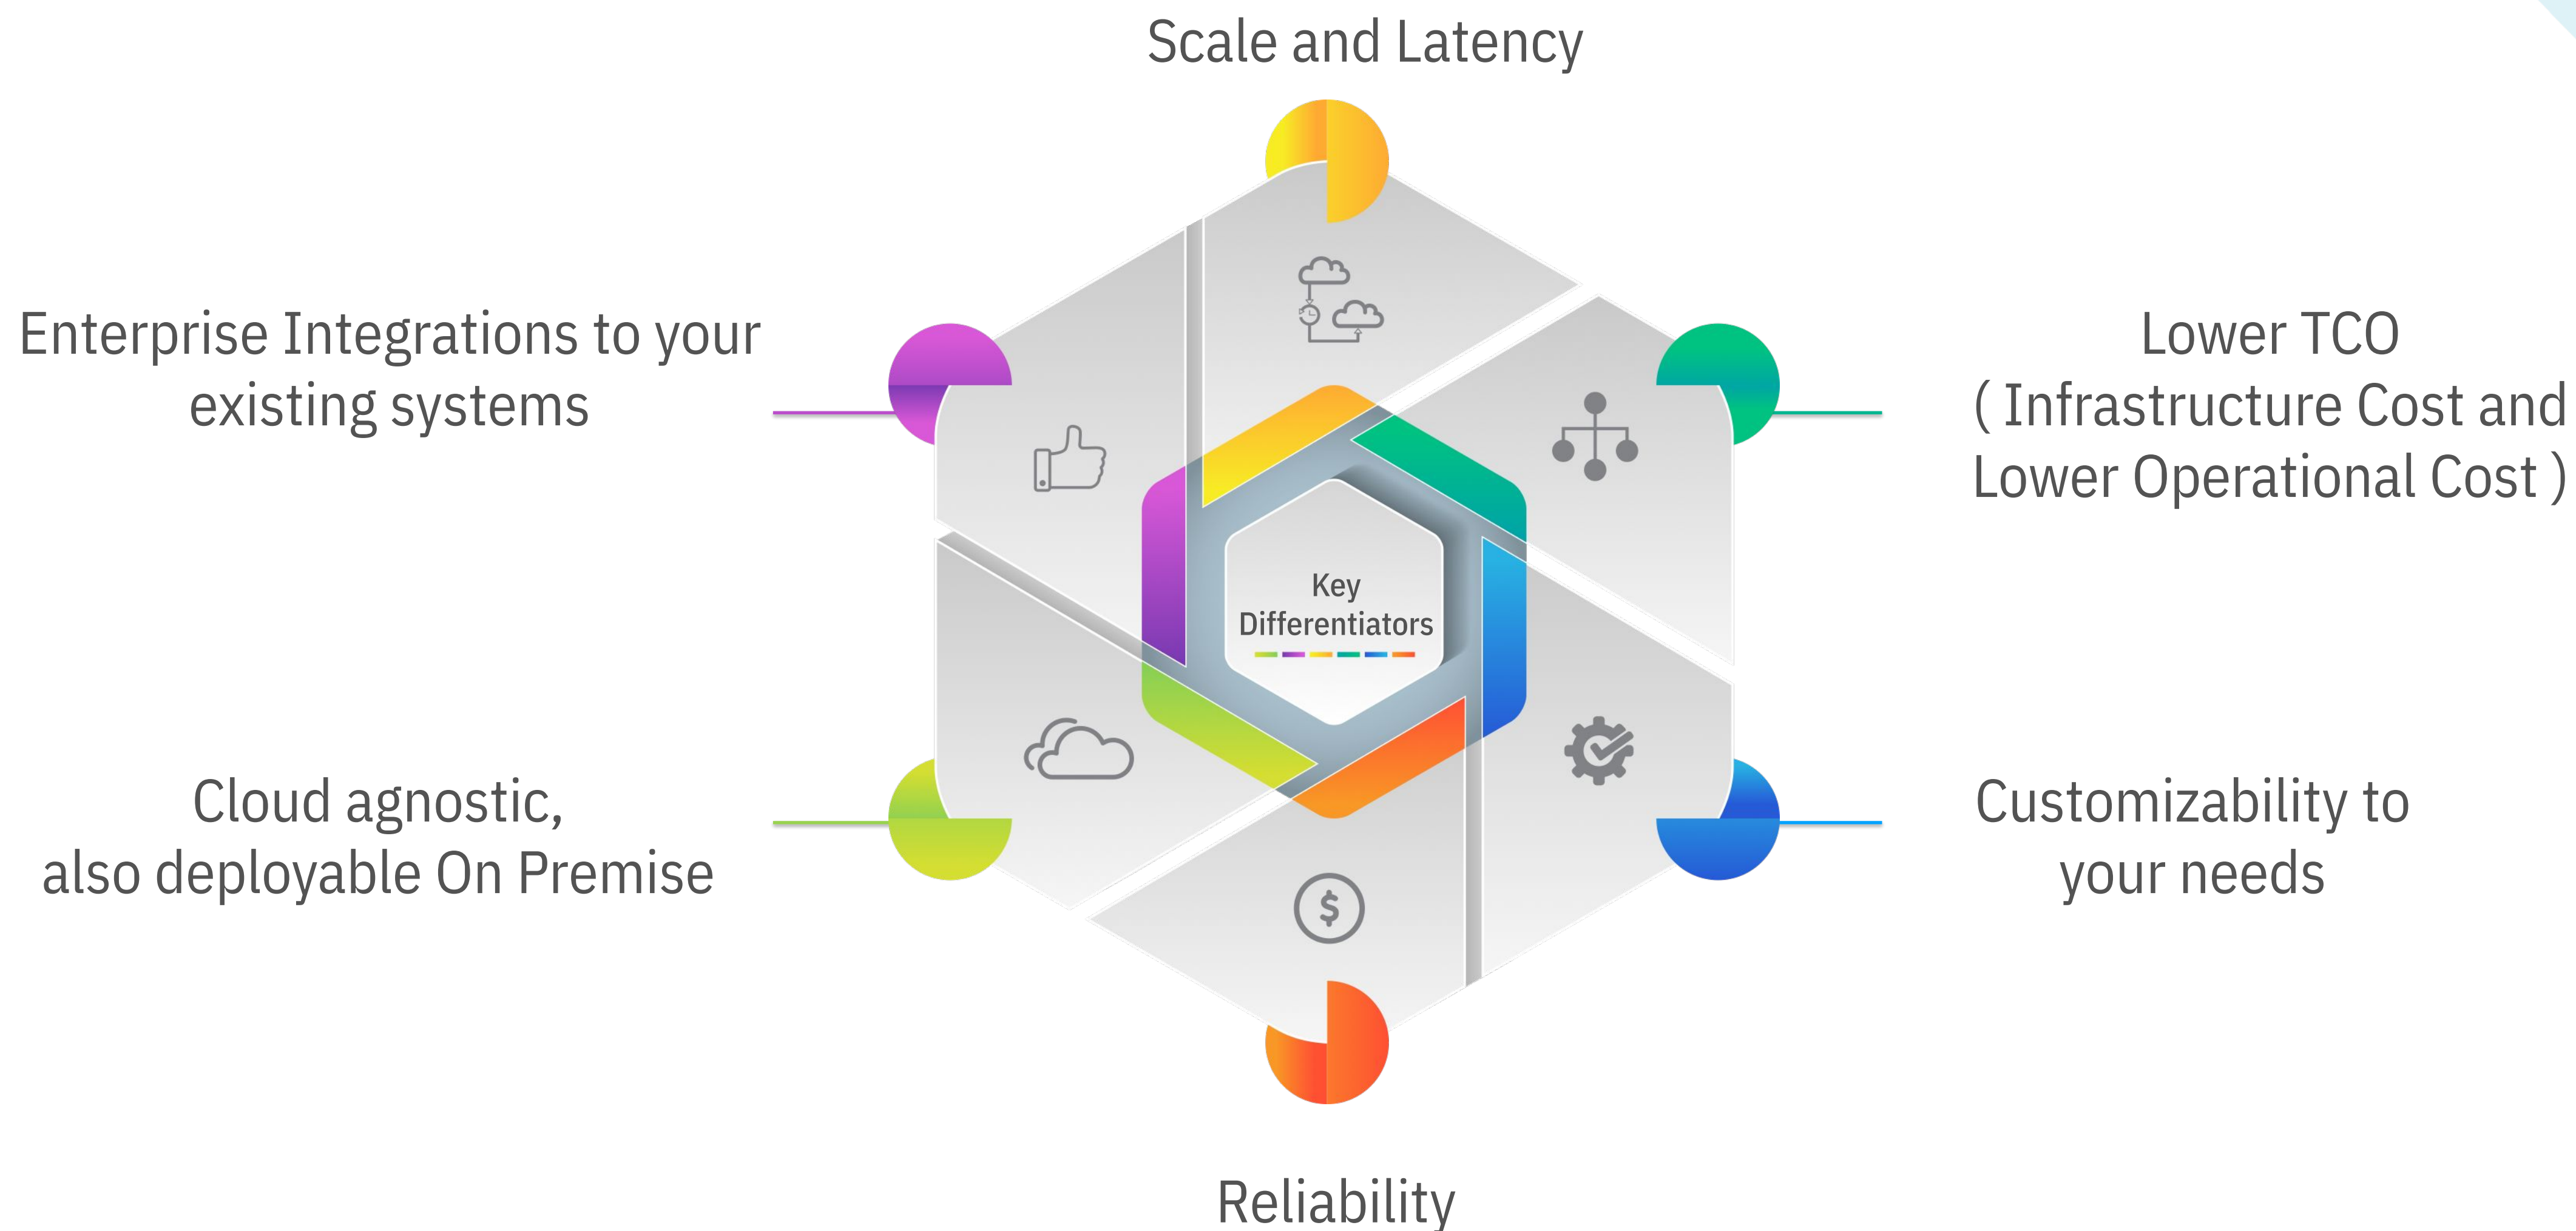 Scale and Latency
Enterprise Integrations to your
existing systems
Lower TCO
( Infrastructure Cost and
Lower Operational Cost )
Key
Differentiators
Cloud agnostic,
also deployable On Premise
Customizability to
your needs
$
Reliability